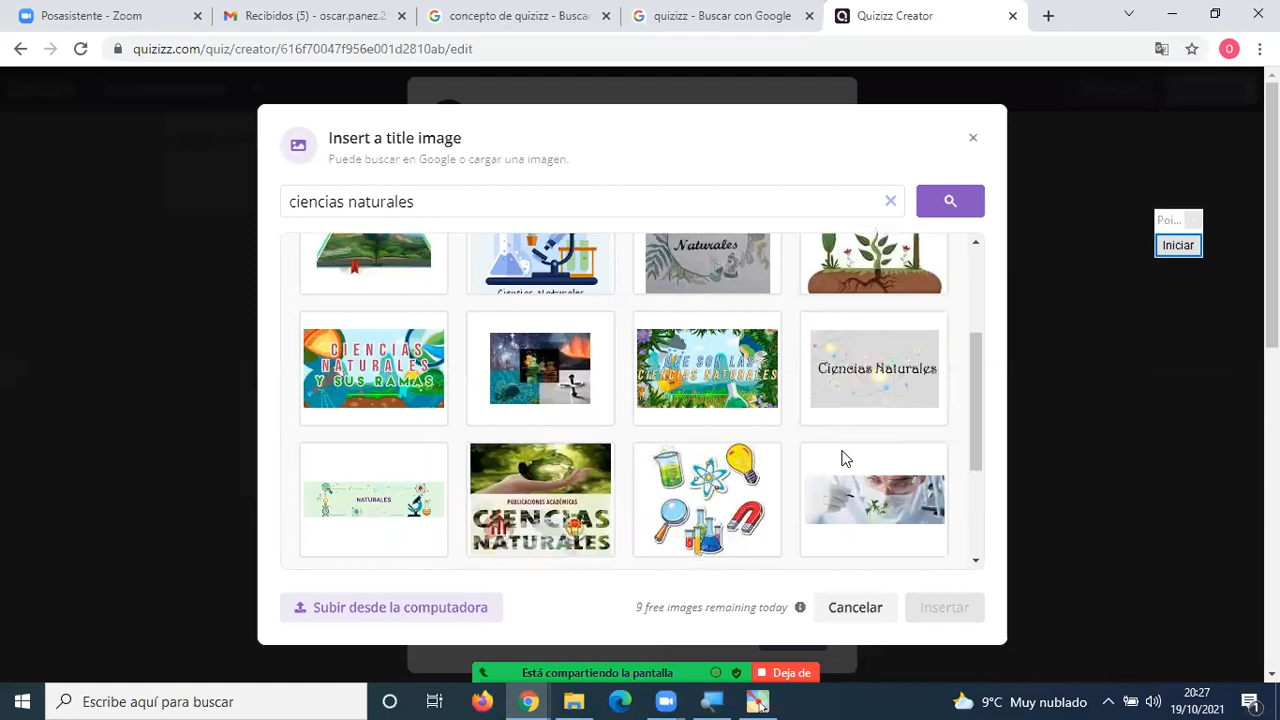 Posasistente - Zoom
Recibidos (5) - oscar.panez.2
concepto de quizizz - Buscar
quizizz - Buscar con Google
Quizizz Creator
quizizz.com/quiz/creator/616f70047f956e001d2810ab/edit
O
Insert a title image
Puede buscar en Google o cargar una imagen.
ciencias naturales
Poi...
Iniciar
Naturales
Ciencias Naturales
CIENCIAS
NATURALES
Y SUS RAMAS
QUE SON LAS
CIENCIAS NATURALES
Ciencias Naturales
NATURALES
PUBLICACIONES ACADÉMICAS
CIENCIAS
NATURALES
Subir desde la computadora
9 free images remaining today
Cancelar
Insertar
Está compartiendo la pantalla
Deja de
Escribe aquí para buscar
9°C Muy nublado
20:27
19/10/2021
1